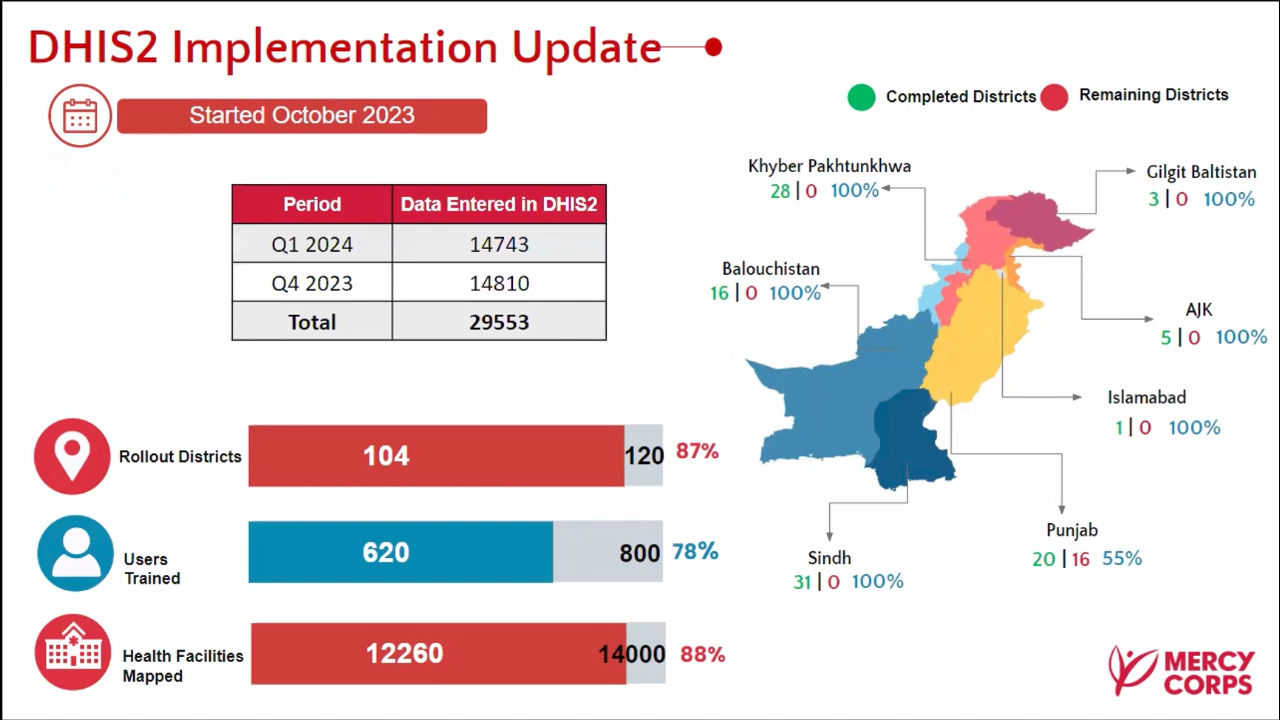 DHIS2 Implementation Update
Started October 2023
Completed Districts
Remaining Districts
Period Data Entered in DHIS2
Q1 2024 14743
Q4 2023 14810
Total 29553
Khyber Pakhtunkhwa
28 | 0 100%
Gilgit Baltistan
3 | 0 100%
Balouchistan
16 | 0 100%
AJK
5 | 0 100%
Islamabad
1 | 0 100%
Punjab
20 | 16 55%
Sindh
31 | 0 100%
Rollout Districts 104 120 87%
Users
Trained
620 800 78%
Health Facilities
Mapped
12260 14000 88%
MERCY
CORPS